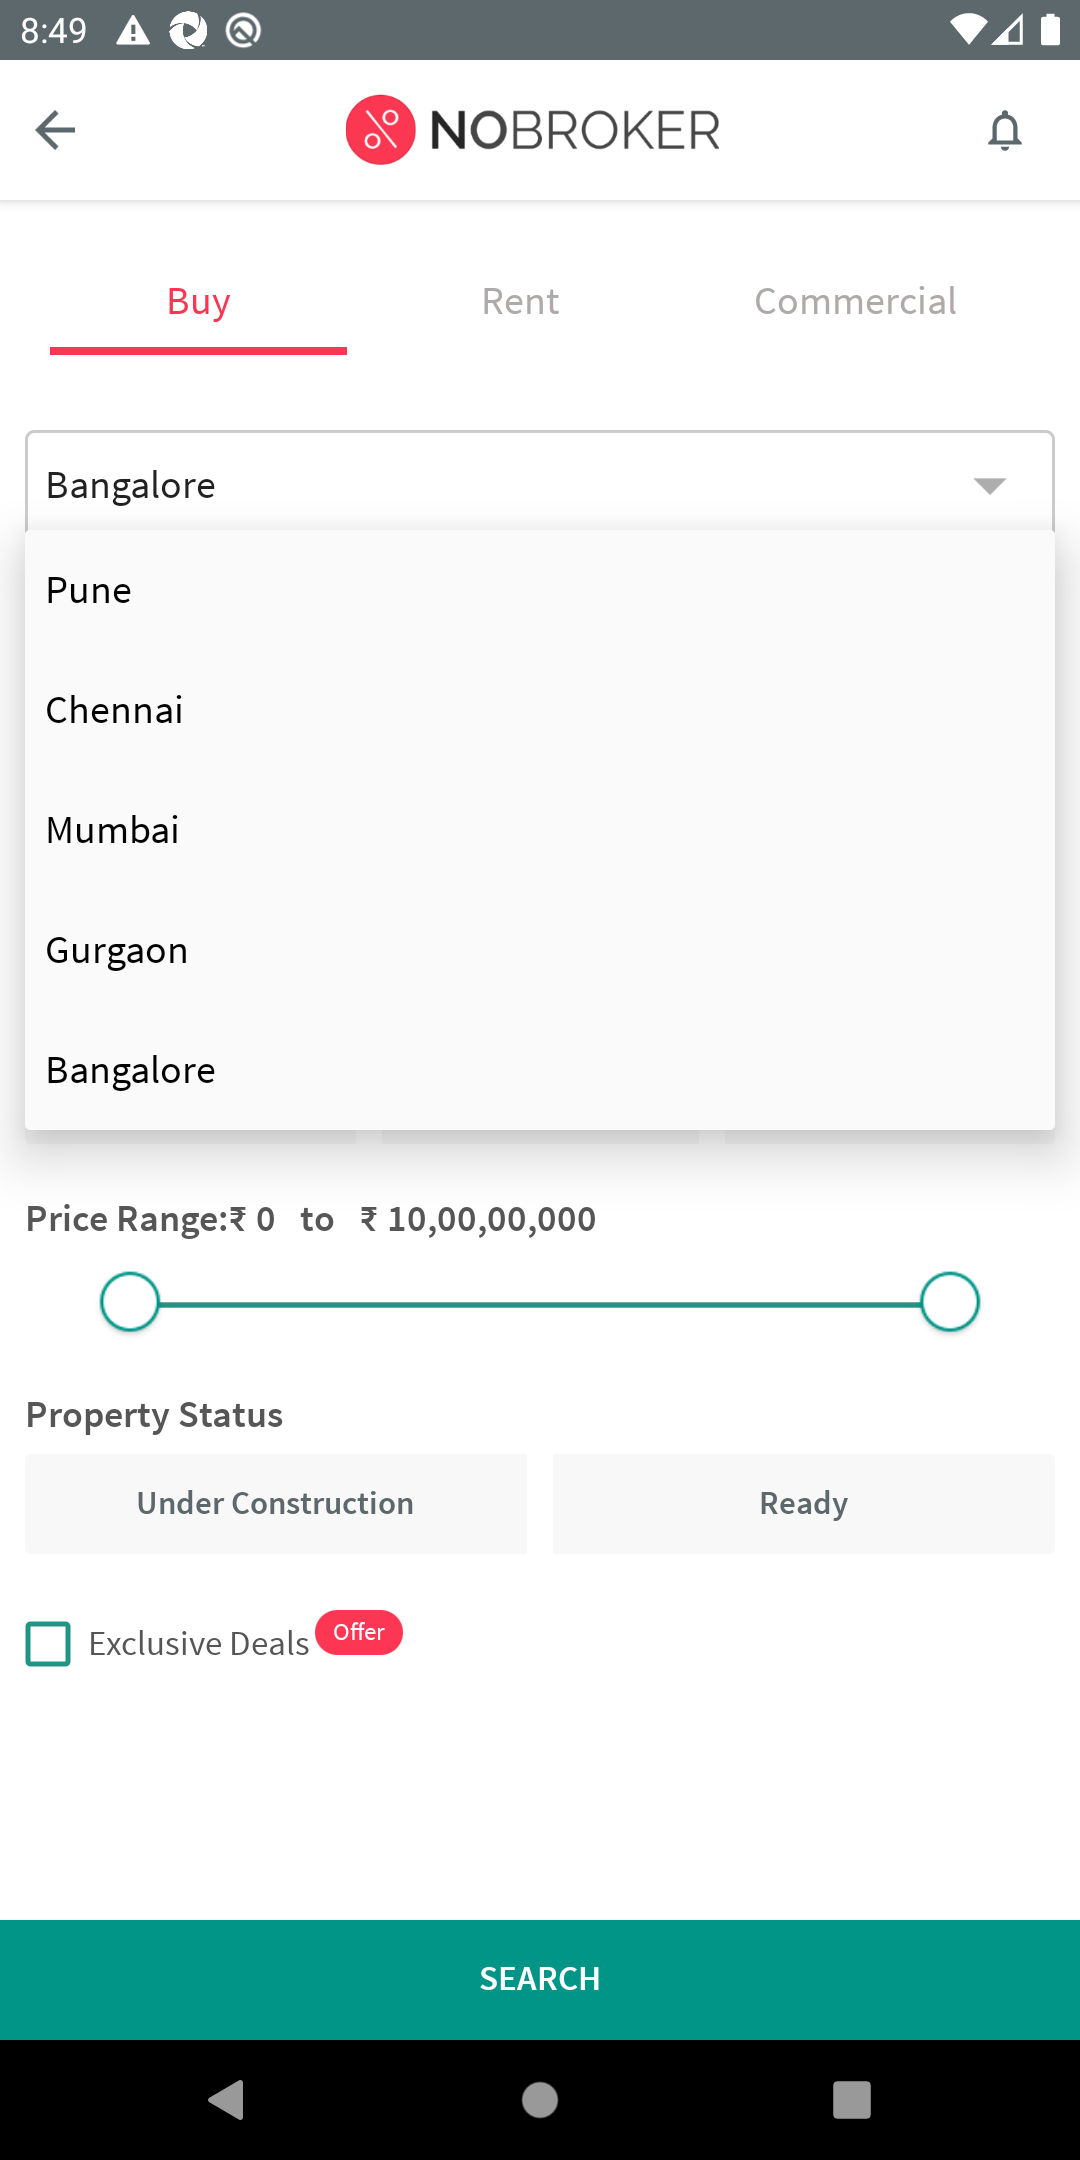 8:49
NOBROKER
Buy
Rent
Commercial
Bangalore
Pune
Chennai
Mumbai
Gurgaon
Bangalore
Price Range:₹ 0 to ₹ 10,00,00,000
Property Status
Under Construction
Ready
Exclusive Deals
Offer
SEARCH